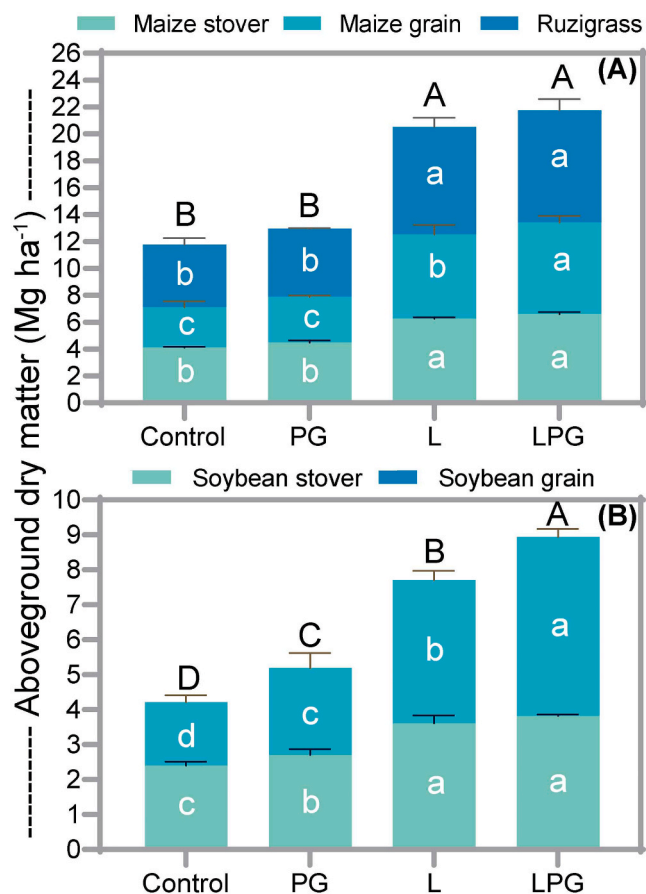 Maize stover Maize grain Ruzigrass
---------- Aboveground dry matter (Mg ha⁻¹) ----------
26 (A)
24
22
20
18
16
14
12
10
8
6
4
2
0
B B A A
b b a a
c c b a
b b a a
Control PG L LPG
Soybean stover Soybean grain
10 (B)
9
8
7
6
5
4
3
2
1
0
D C B A
d c b a
c b a a
Control PG L LPG